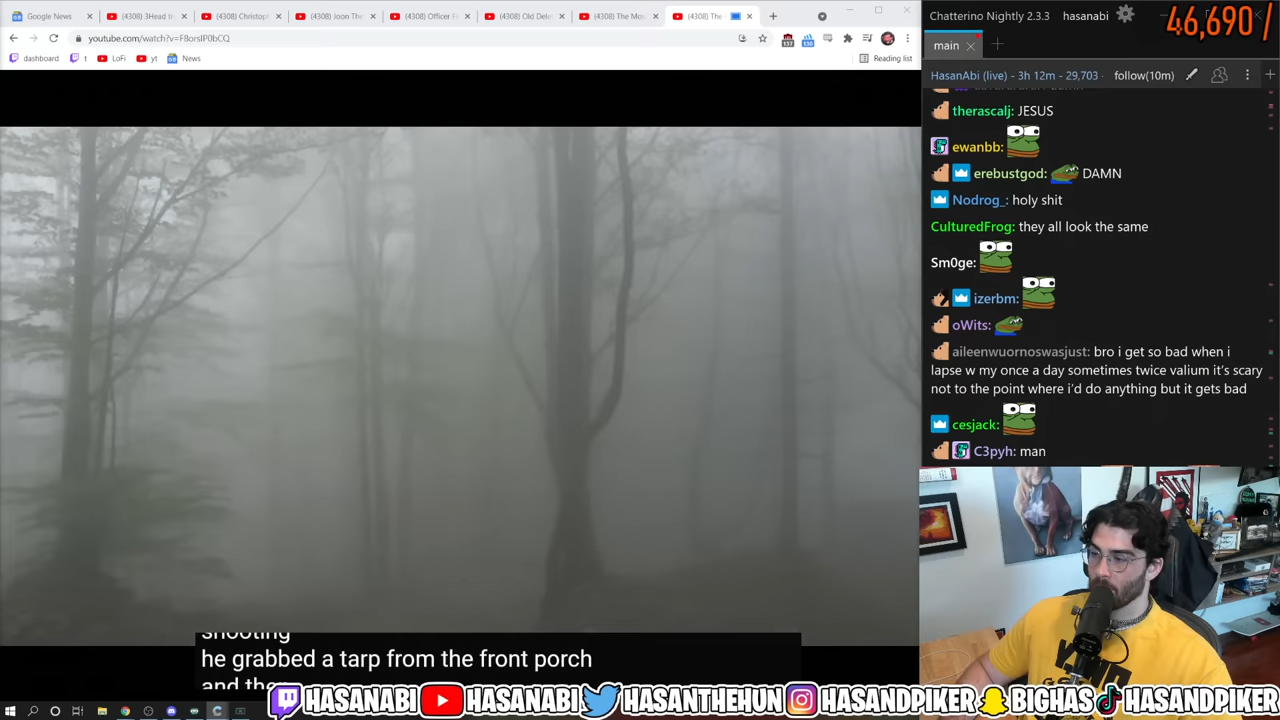 Google News
(4308) 3Head tr
(4308) Christoph
(4308) Joon The
(4308) Officer F
(4308) Old Dele
(4308) The Mos
(4308) The
youtube.com/watch?v=F8orsIP0bCQ
dashboard
t
LoFi
yt
News
Reading list
Chatterino Nightly 2.3.3
hasanabi
46,690 /
main
HasanAbi (live) - 3h 12m - 29,703 -
follow(10m)
therascalj: JESUS
ewanbb:
erebustgod: DAMN
Nodrog_: holy shit
CulturedFrog: they all look the same
Sm0ge:
izerbm:
oWits:
aileenwuornoswasjust: bro i get so bad when i
lapse w my once a day sometimes twice valium it's scary
not to the point where i'd do anything but it gets bad
cesjack:
C3pyh: man
shooting
he grabbed a tarp from the front porch
HASANABI
HASANABI
HASANTHEHUN
HASANDPIKER
BIGHAS
HASANDPIKER